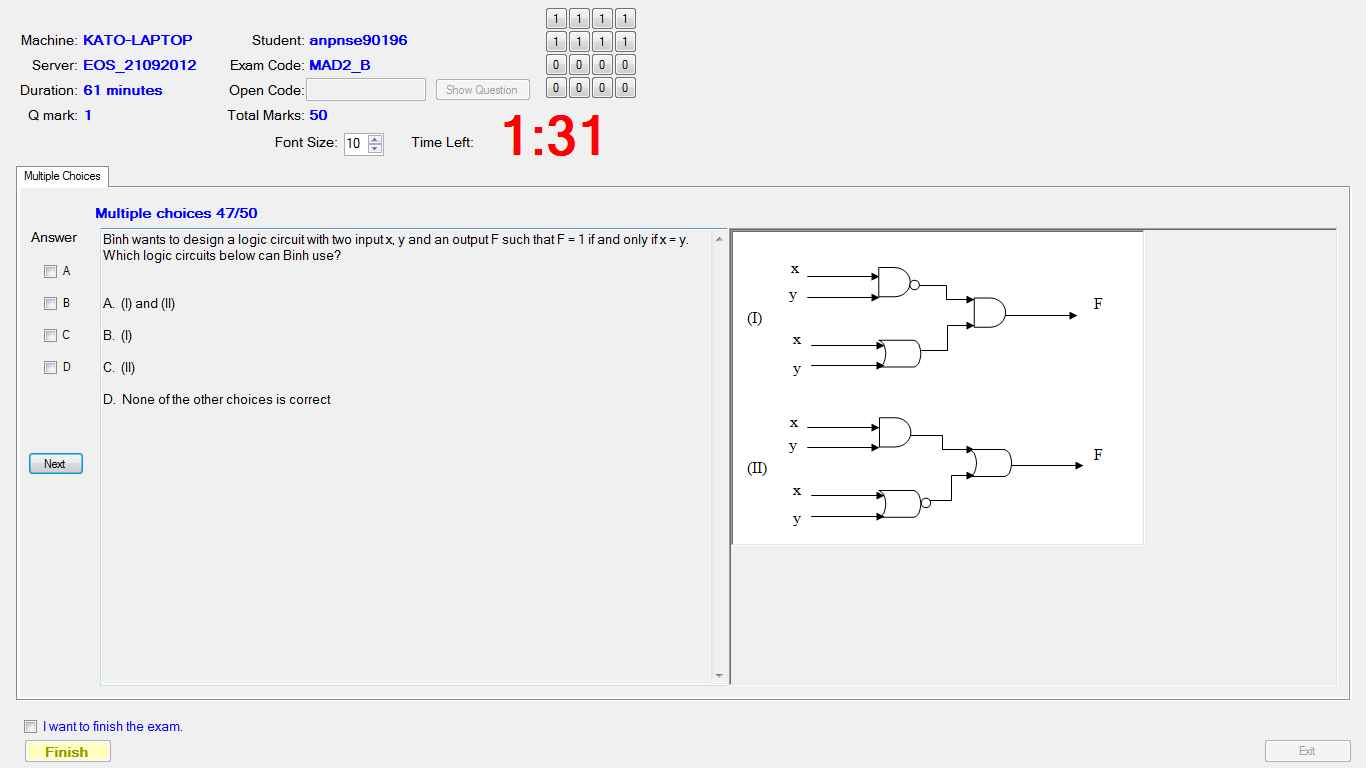 Machine: KATO-LAPTOP Student: anpnse90196
Server: EOS_21092012 Exam Code: MAD2_B
Duration: 61 minutes Open Code: Show Question
Q mark: 1 Total Marks: 50
1 1 1 1
1 1 1 1
0 0 0 0
0 0 0 0
Font Size: 10 Time Left: 1:31
Multiple Choices
Multiple choices 47/50
Answer
A
B
C
D
Next
Bình wants to design a logic circuit with two input x, y and an output F such that F = 1 if and only if x = y.
Which logic circuits below can Binh use?
A. (I) and (II)
B. (I)
C. (II)
D. None of the other choices is correct
x
y
(I)
F
x
y
x
y
(II)
F
x
y
I want to finish the exam.
Finish
Exit